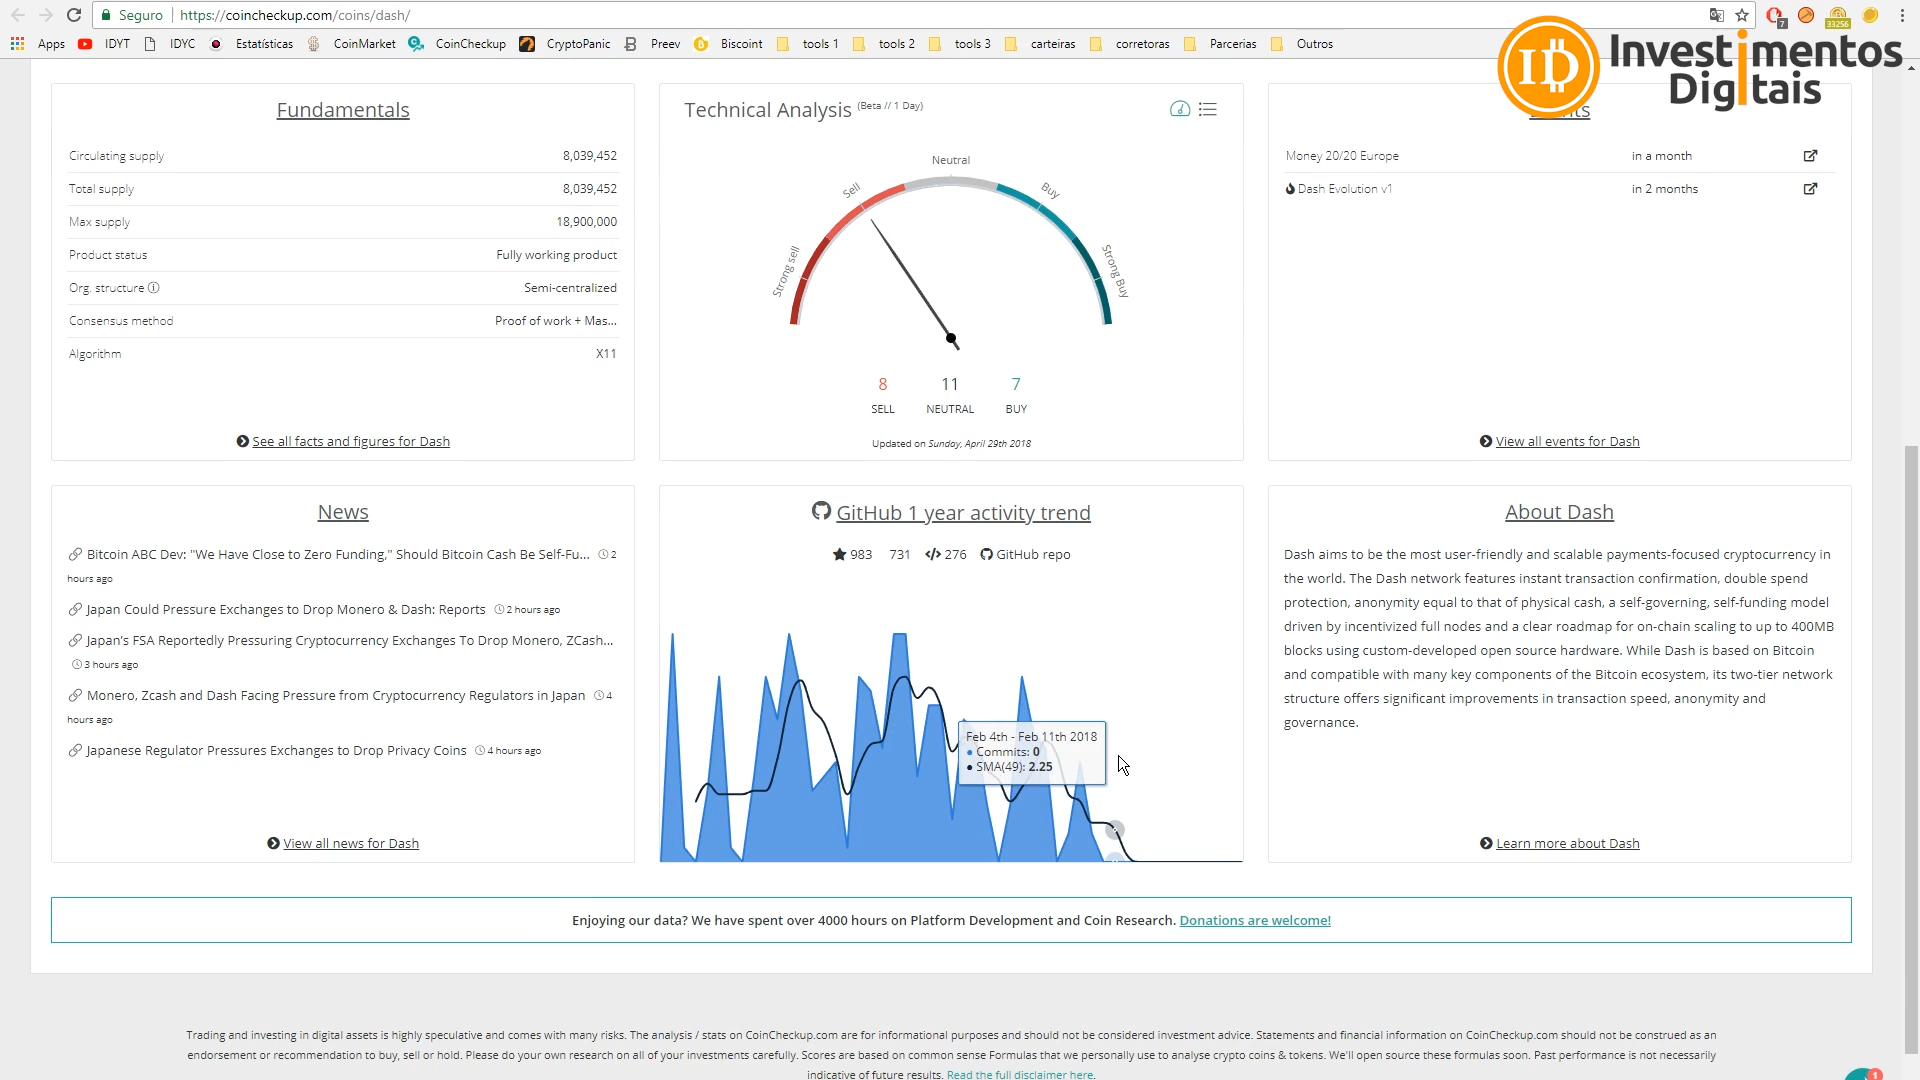 Seguro https://coincheckup.com/coins/dash/
7
33256
Apps IDYT IDYC Estatísticas CoinMarket CoinCheckup CryptoPanic Preev Biscoint tools 1 tools 2 tools 3 carteiras corretoras Parcerias Outros
Investimentos
Digitais
Fundamentals
Circulating supply 8,039,452
Total supply 8,039,452
Max supply 18,900,000
Product status Fully working product
Org. structure Semi-centralized
Consensus method Proof of work + Mas...
Algorithm X11
See all facts and figures for Dash
Technical Analysis (Beta // 1 Day)
Neutral
Sell
Buy
Strong sell
Strong Buy
8 11 7
SELL NEUTRAL BUY
Updated on Sunday, April 29th 2018
Money 20/20 Europe in a month
Dash Evolution v1 in 2 months
View all events for Dash
News
Bitcoin ABC Dev: "We Have Close to Zero Funding," Should Bitcoin Cash Be Self-Fu... 2
hours ago
Japan Could Pressure Exchanges to Drop Monero & Dash: Reports 2 hours ago
Japan's FSA Reportedly Pressuring Cryptocurrency Exchanges To Drop Monero, ZCash...
3 hours ago
Monero, Zcash and Dash Facing Pressure from Cryptocurrency Regulators in Japan 4
hours ago
Japanese Regulator Pressures Exchanges to Drop Privacy Coins 4 hours ago
View all news for Dash
GitHub 1 year activity trend
983 731 276 GitHub repo
Feb 4th - Feb 11th 2018
Commits: 0
SMA(49): 2.25
About Dash
Dash aims to be the most user-friendly and scalable payments-focused cryptocurrency in
the world. The Dash network features instant transaction confirmation, double spend
protection, anonymity equal to that of physical cash, a self-governing, self-funding model
driven by incentivized full nodes and a clear roadmap for on-chain scaling to up to 400MB
blocks using custom-developed open source hardware. While Dash is based on Bitcoin
and compatible with many key components of the Bitcoin ecosystem, its two-tier network
structure offers significant improvements in transaction speed, anonymity and
governance.
Learn more about Dash
Enjoying our data? We have spent over 4000 hours on Platform Development and Coin Research. Donations are welcome!
Trading and investing in digital assets is highly speculative and comes with many risks. The analysis / stats on CoinCheckup.com are for informational purposes and should not be considered investment advice. Statements and financial information on CoinCheckup.com should not be construed as an
endorsement or recommendation to buy, sell or hold. Please do your own research on all of your investments carefully. Scores are based on common sense Formulas that we personally use to analyse crypto coins & tokens. We'll open source these formulas soon. Past performance is not necessarily
indicative of future results. Read the full disclaimer here.
1